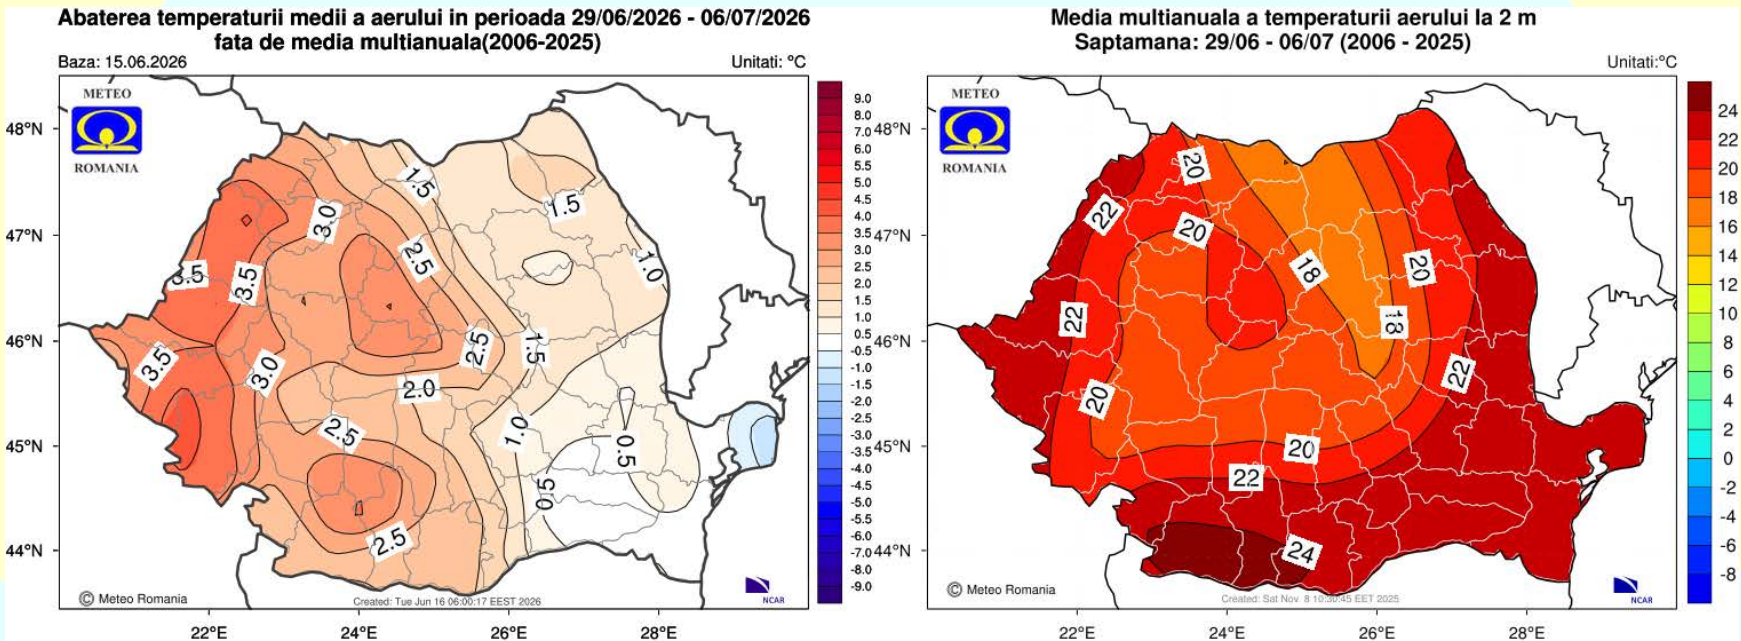 Abaterea temperaturii medii a aerului in perioada 29/06/2026 - 06/07/2026
fata de media multianuala(2006-2025)
Baza: 15.06.2026
Unitati: °C
METEO
ROMANIA
48°N
47°N
46°N
45°N
44°N
22°E
24°E
26°E
28°E
1.5
3.0
1.5
2.5
1.0
3.5
3.5
1.5
2.5
3.5
3.0
2.0
2.5
1.0
0.5
0.5
2.5
9.0
8.0
7.0
6.0
5.5
5.0
4.5
4.0
3.5
3.0
2.5
2.0
1.5
1.0
0.5
-0.5
-1.0
-1.5
-2.0
-2.5
-3.0
-3.5
-4.0
-4.5
-5.0
-5.5
-6.0
-7.0
-8.0
-9.0
© Meteo Romania
Created: Tue Jun 16 06:00:17 EEST 2026
NCAR
Media multianuala a temperaturii aerului la 2 m
Saptamana: 29/06 - 06/07 (2006 - 2025)
Unitati:°C
METEO
ROMANIA
48°N
47°N
46°N
45°N
44°N
22°E
24°E
26°E
28°E
20
22
20
18
20
22
18
22
20
20
22
24
24
22
20
18
16
14
12
10
8
6
4
2
0
-2
-4
-6
-8
© Meteo Romania
Created: Sat Nov 8 10:30:45 EET 2025
NCAR